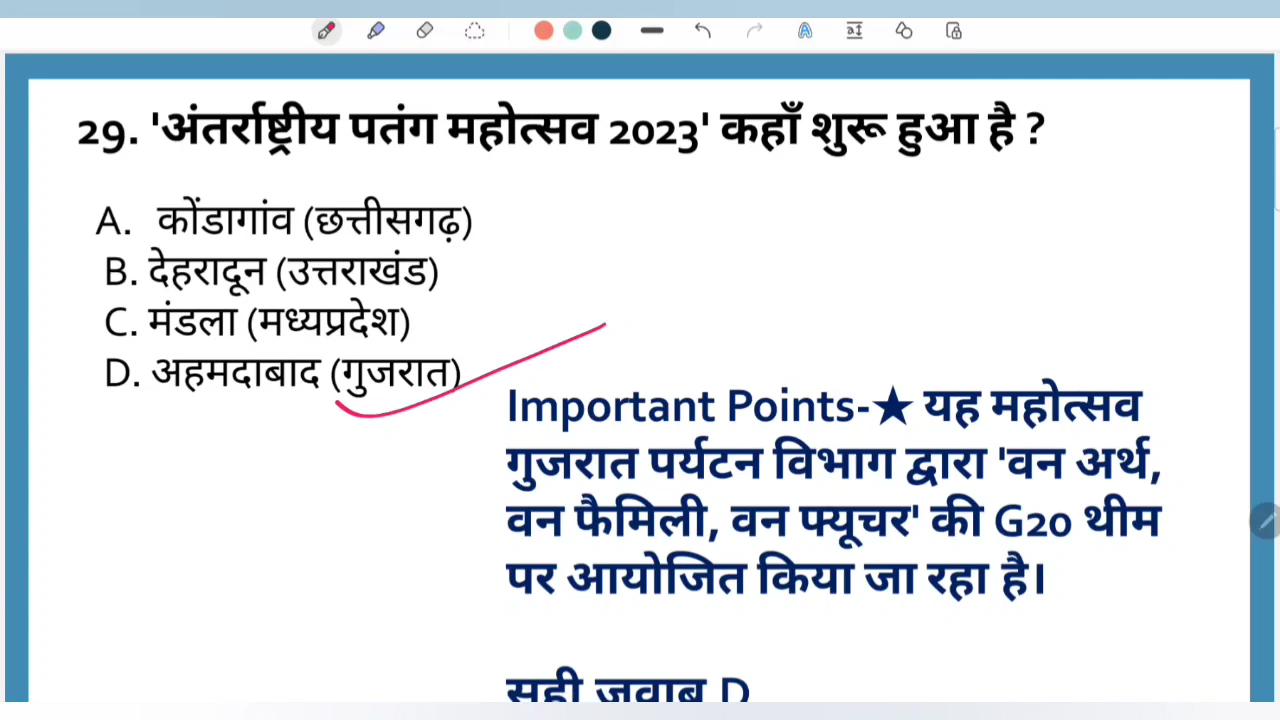 29. 'अंतर्राष्ट्रीय पतंग महोत्सव 2023' कहाँ शुरू हुआ है ?
A. कोंडागांव (छत्तीसगढ़)
B. देहरादून (उत्तराखंड)
C. मंडला (मध्यप्रदेश)
D. अहमदाबाद (गुजरात)
Important Points-★ यह महोत्सव
गुजरात पर्यटन विभाग द्वारा 'वन अर्थ,
वन फैमिली, वन फ्यूचर' की G20 थीम
पर आयोजित किया जा रहा है।
सही जवाब D